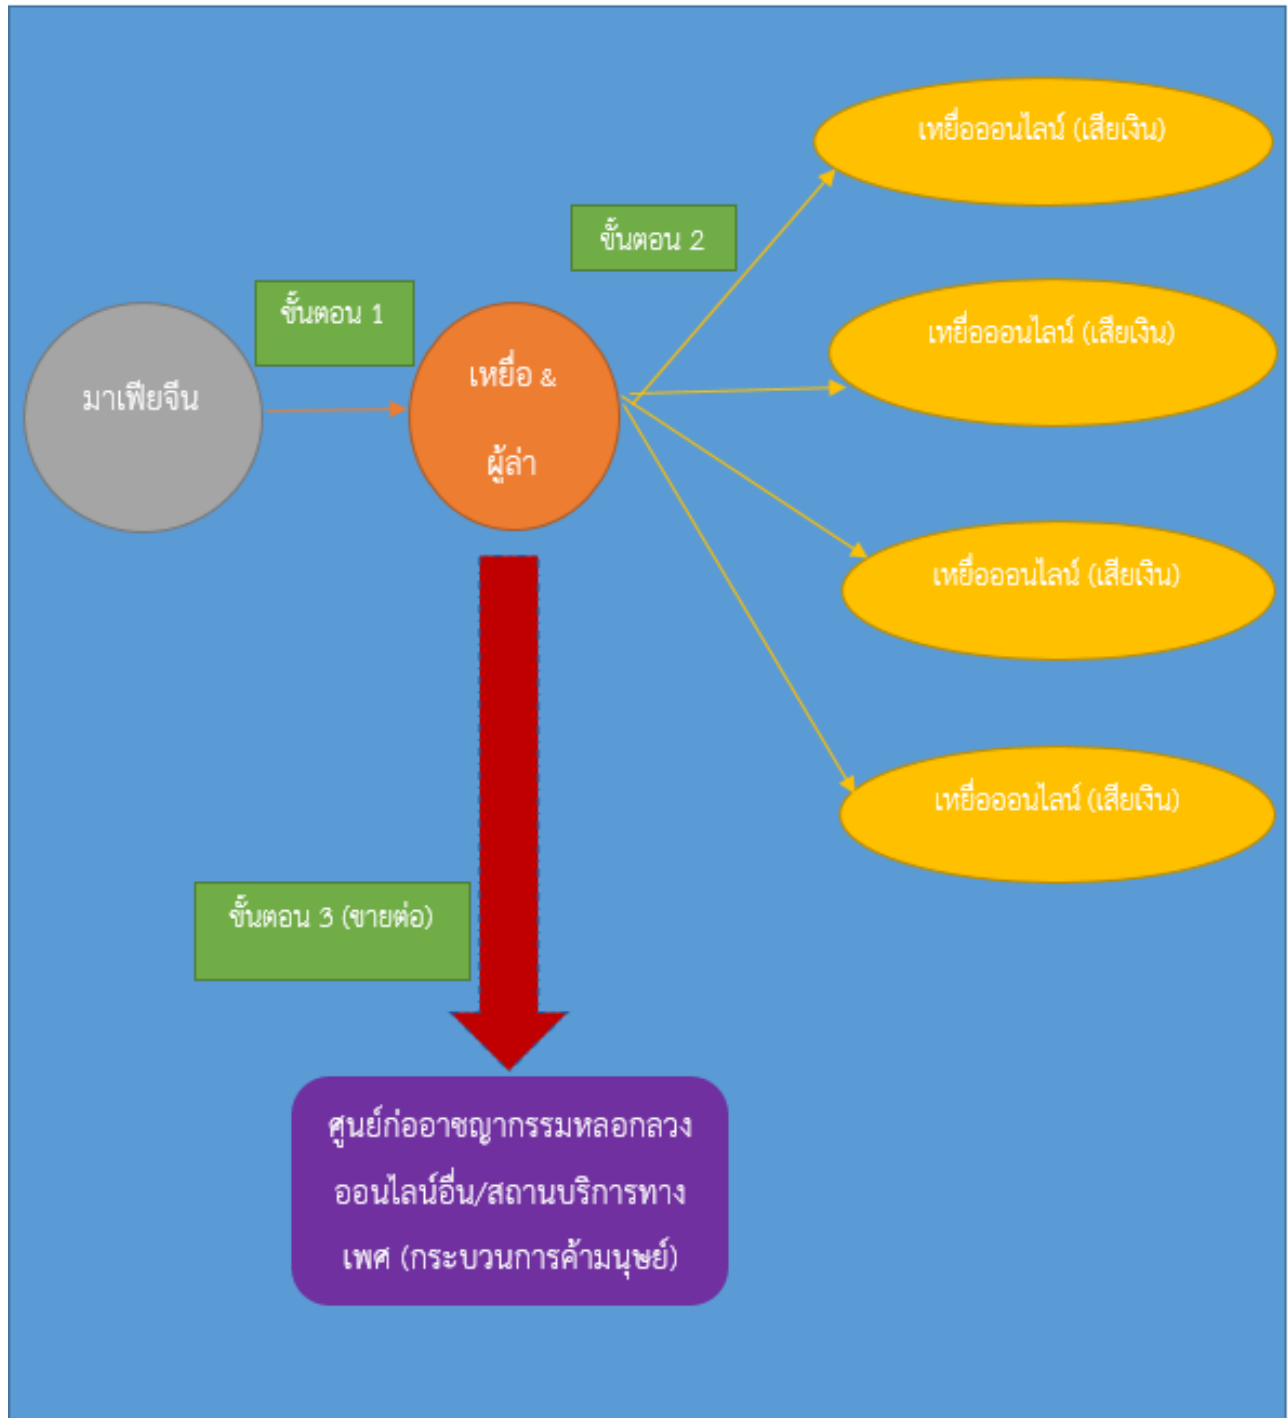 เหยื่อออนไลน์ (เสียเงิน)
ขั้นตอน 2
ขั้นตอน 1
เหยื่อออนไลน์ (เสียเงิน)
มาเฟียจีน
เหยื่อ &
ผู้ล่า
เหยื่อออนไลน์ (เสียเงิน)
เหยื่อออนไลน์ (เสียเงิน)
ขั้นตอน 3 (ขายต่อ)
ศูนย์ก่ออาชญากรรมหลอกลวง
ออนไลน์อื่น/สถานบริการทาง
เพศ (กระบวนการค้ามนุษย์)